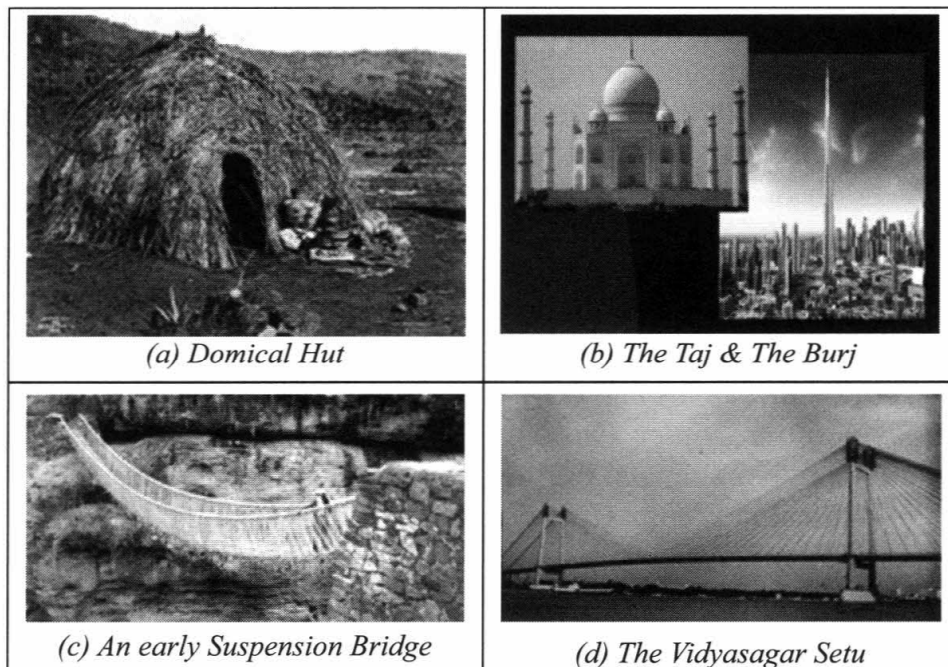 (a) Domical Hut
(b) The Taj & The Burj
(c) An early Suspension Bridge
(d) The Vidyasagar Setu